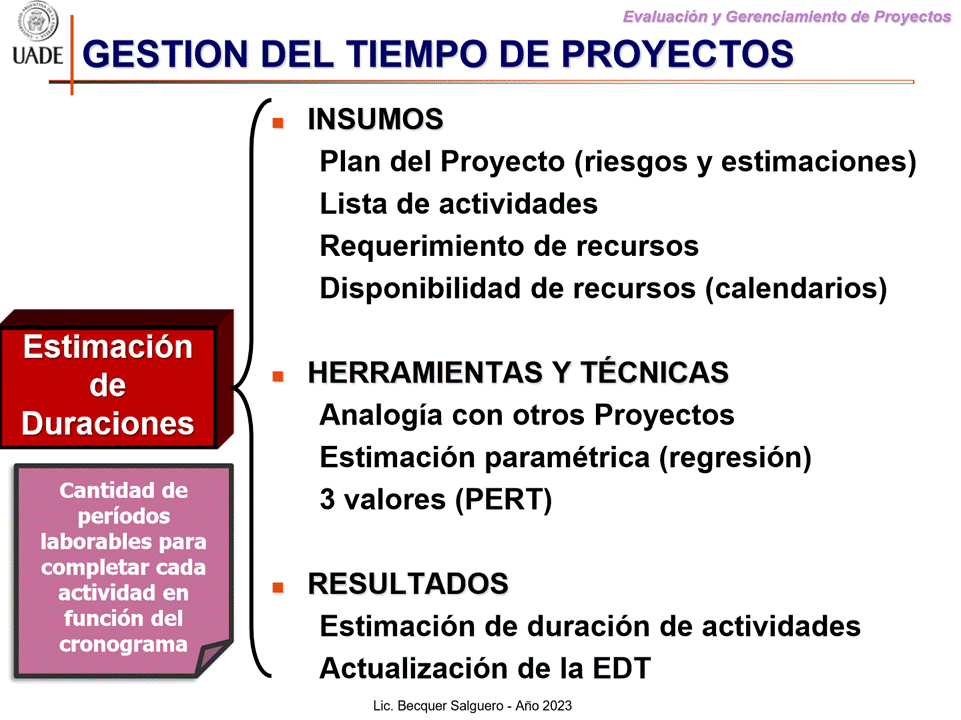 Evaluación y Gerenciamiento de Proyectos
UADE
GESTION DEL TIEMPO DE PROYECTOS
INSUMOS
Plan del Proyecto (riesgos y estimaciones)
Lista de actividades
Requerimiento de recursos
Disponibilidad de recursos (calendarios)
Estimación
de
Duraciones
HERRAMIENTAS Y TÉCNICAS
Analogía con otros Proyectos
Estimación paramétrica (regresión)
3 valores (PERT)
Cantidad de
períodos
laborables para
completar cada
actividad en
función del
cronograma
RESULTADOS
Estimación de duración de actividades
Actualización de la EDT
Lic. Becquer Salguero - Año 2023